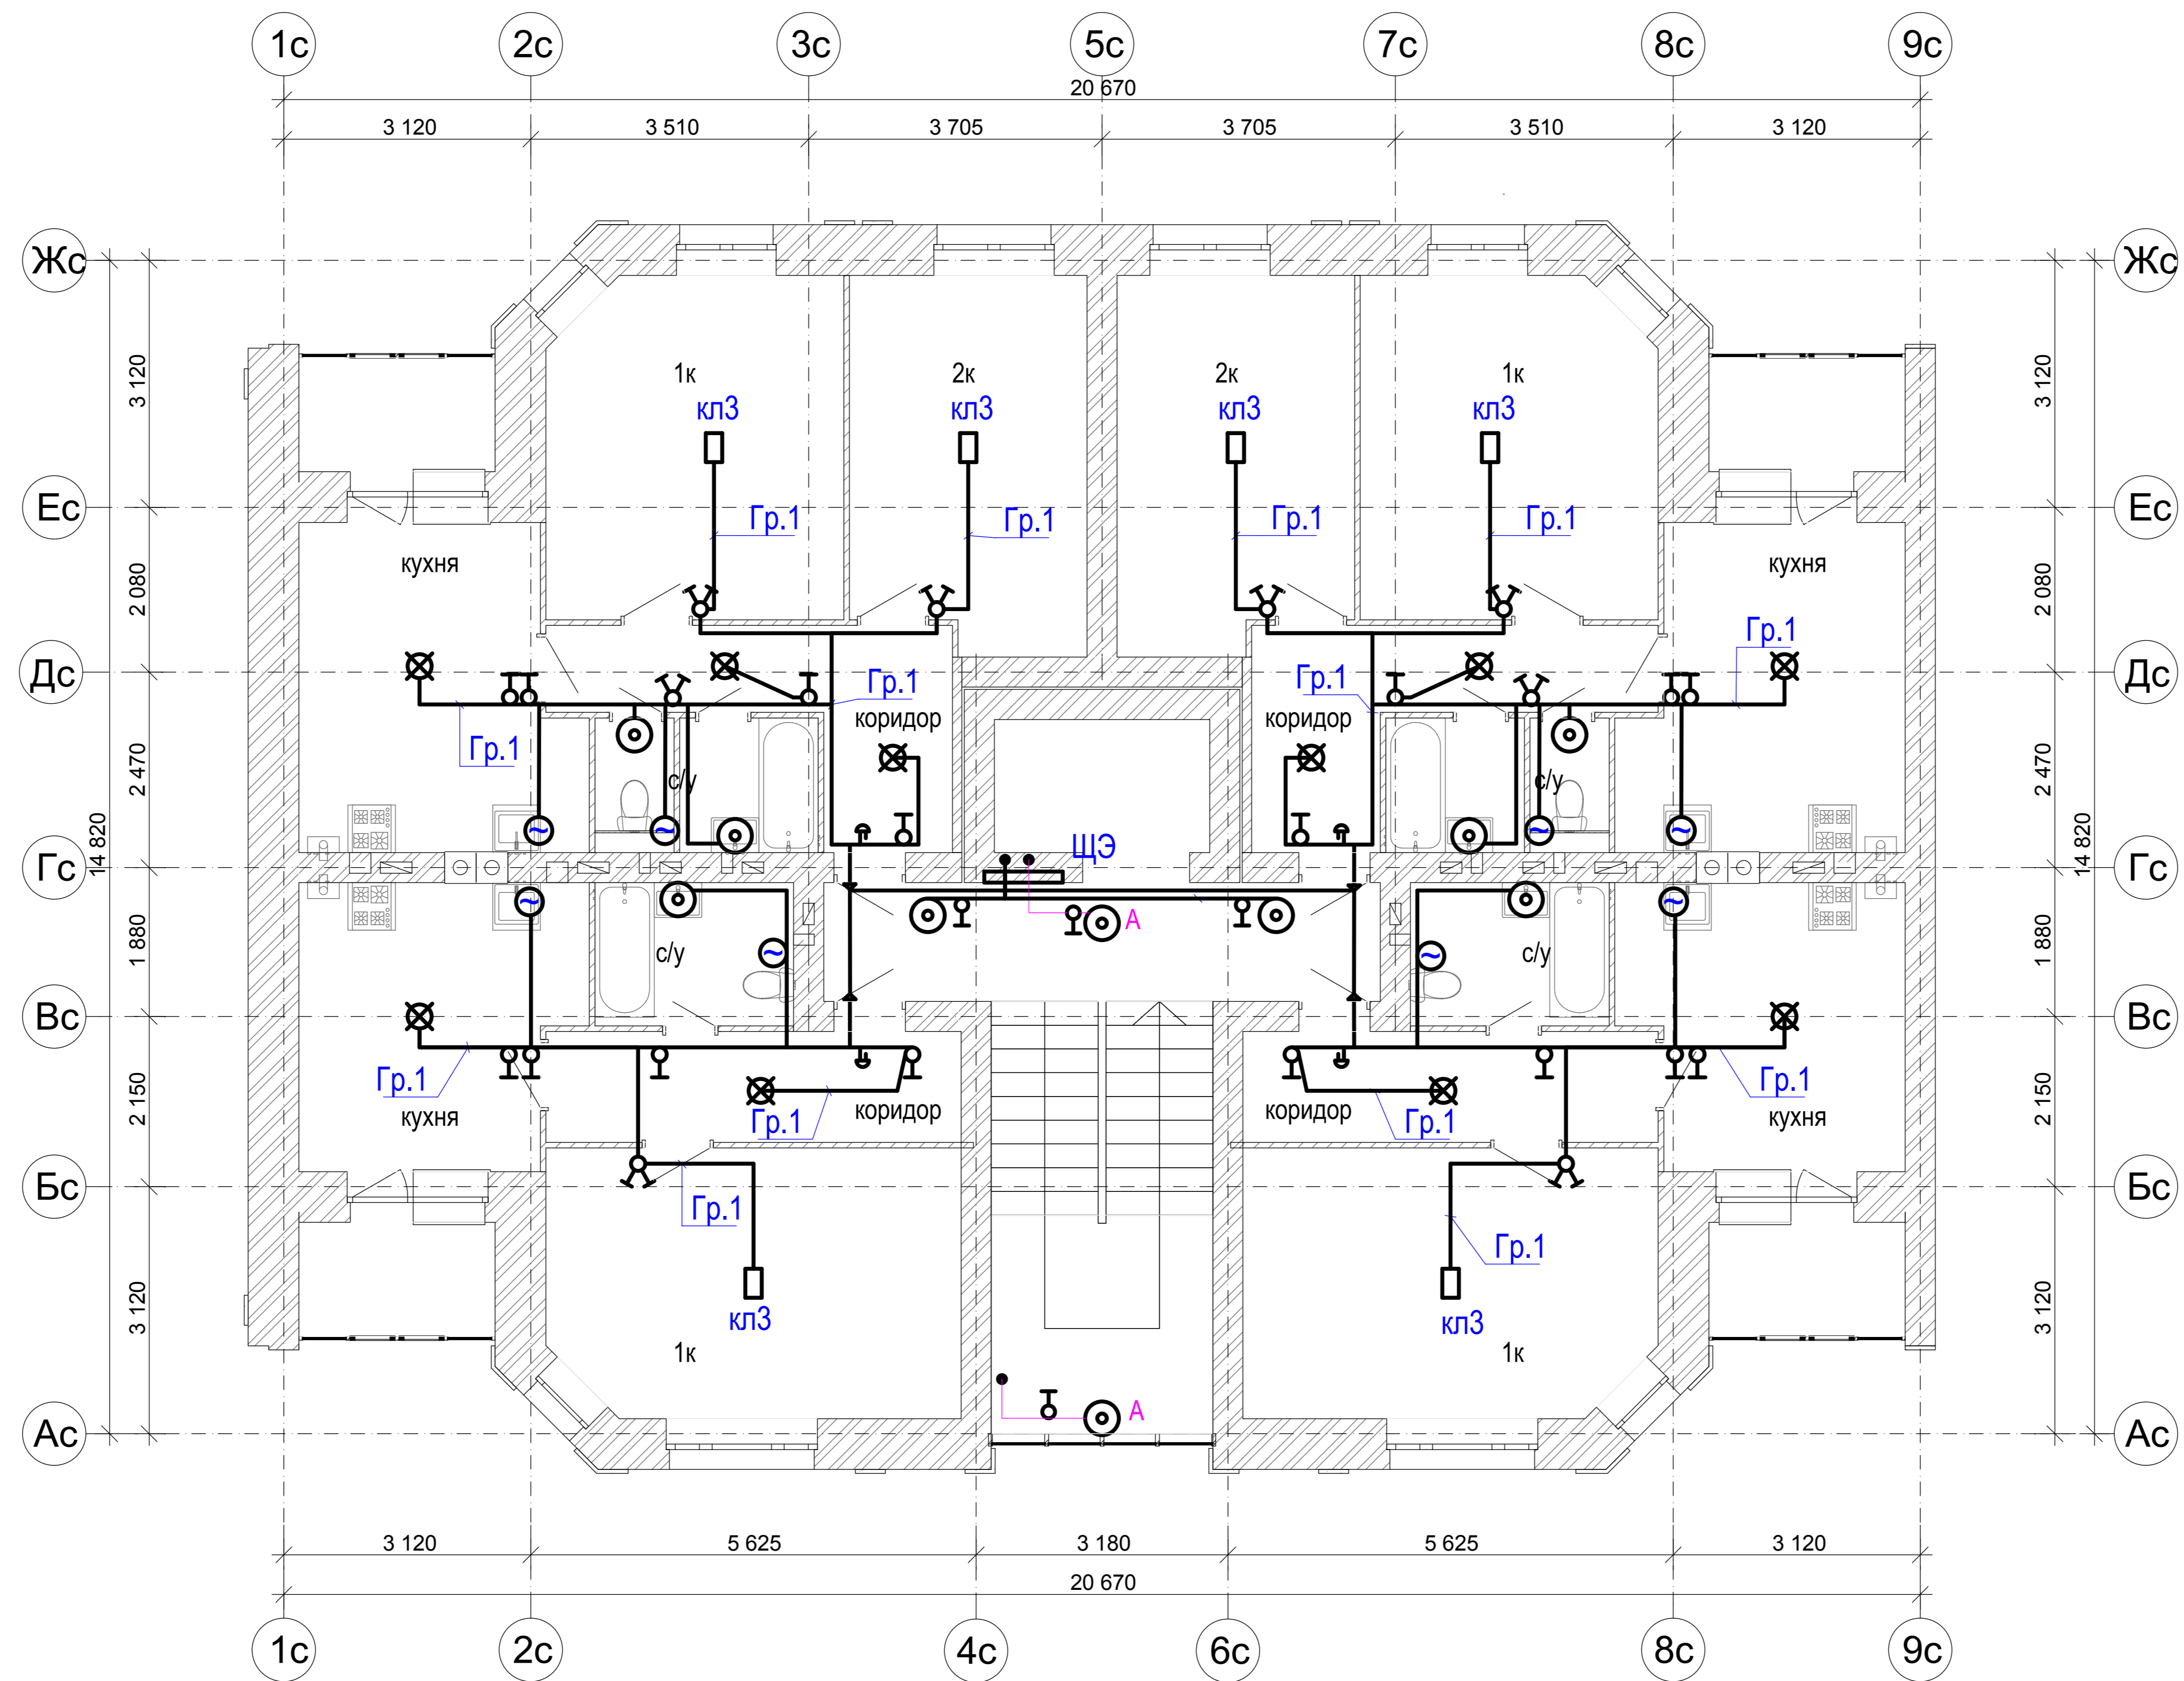 1с 2с 3с 5с 7с 8с 9с
20 670
3 120 3 510 3 705 3 705 3 510 3 120
Жс Жс
3 120 3 120
1к 2к 2к 1к
кл3 кл3 кл3 кл3
Ес Ес
Гр.1 Гр.1 Гр.1 Гр.1
кухня кухня
2 080 2 080
Гр.1
Дс Дс
Гр.1 Гр.1
коридор коридор
Гр.1
2 470 2 470
с/у с/у
14 820 14 820
ЩЭ
Гс Гс
А
1 880 1 880
с/у с/у
Вс Вс
Гр.1 Гр.1
2 150 2 150
кухня коридор коридор кухня
Гр.1 Гр.1
Бс Бс
Гр.1
Гр.1
3 120 3 120
кл3 кл3
1к 1к
А
Ас Ас
3 120 5 625 3 180 5 625 3 120
20 670
1с 2с 4с 6с 8с 9с